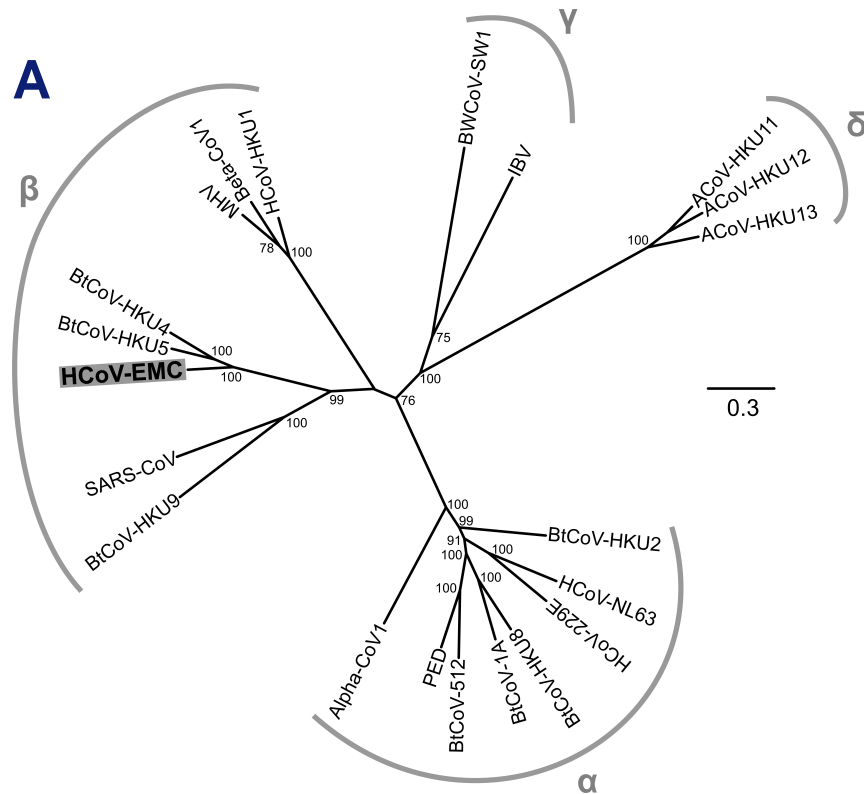 A
γ
δ
β
α
BWCoV-SW1
IBV
75
ACoV-HKU11
ACoV-HKU12
ACoV-HKU13
100
100
76
HCoV-HKU1
Beta-CoV1
MHV
78
100
BtCoV-HKU4
BtCoV-HKU5
HCoV-EMC
100
100
99
100
SARS-CoV
BtCoV-HKU9
0.3
100
99
91
100
100
100
100
BtCoV-HKU2
HCoV-NL63
HCoV-229E
BtCoV-HKU8
BtCoV-1A
BtCoV-512
PED
Alpha-CoV1